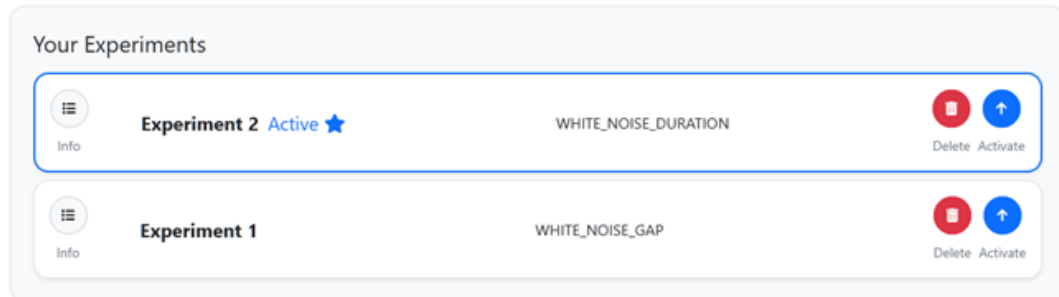 Your Experiments
Info
Experiment 2 Active
WHITE_NOISE_DURATION
Delete Activate
Info
Experiment 1
WHITE_NOISE_GAP
Delete Activate